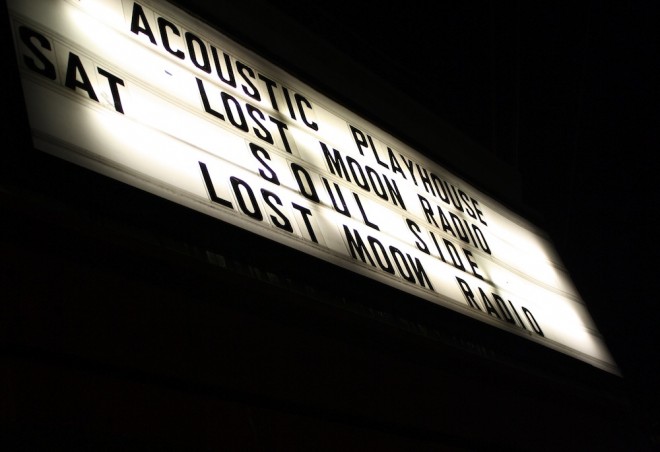 ACOUSTIC PLAYHOUSE
SAT LOST MOON RADIO
SOUL SIDE
LOST MOON RADIO